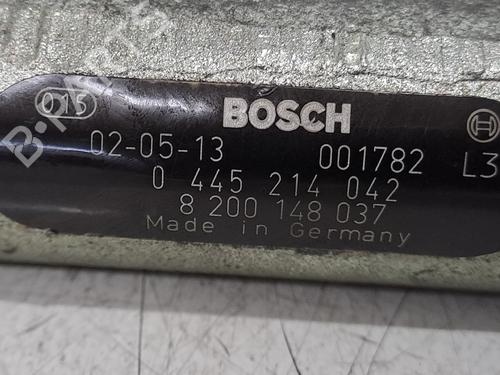 015 BOSCH
02-05-13 001782 L3
0 445 214 042
8 200 148 037
Made in Germany